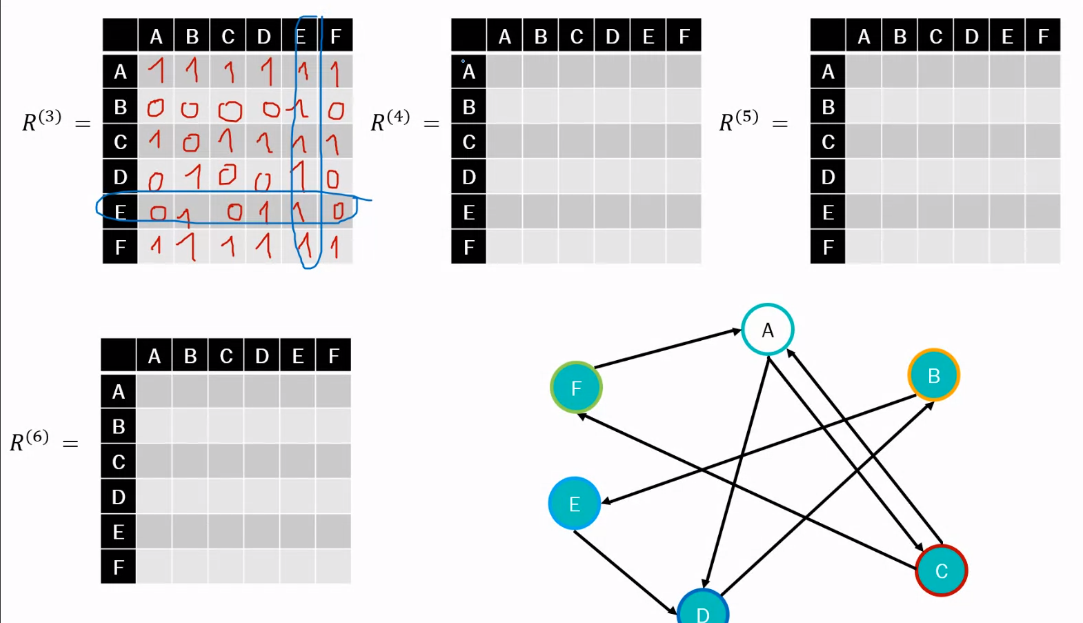 A B C D E F
A 1 1 1 1 1 1
B 0 0 0 0 1 0
C 1 0 1 1 1 1
D 0 1 0 0 1 0
E 0 1 0 1 1 0
F 1 1 1 1 1 1
R(3) =
A B C D E F
A
B
C
D
E
F
R(4) =
A B C D E F
A
B
C
D
E
F
R(5) =
A B C D E F
A
B
C
D
E
F
R(6) =
A
B
F
E
C
D